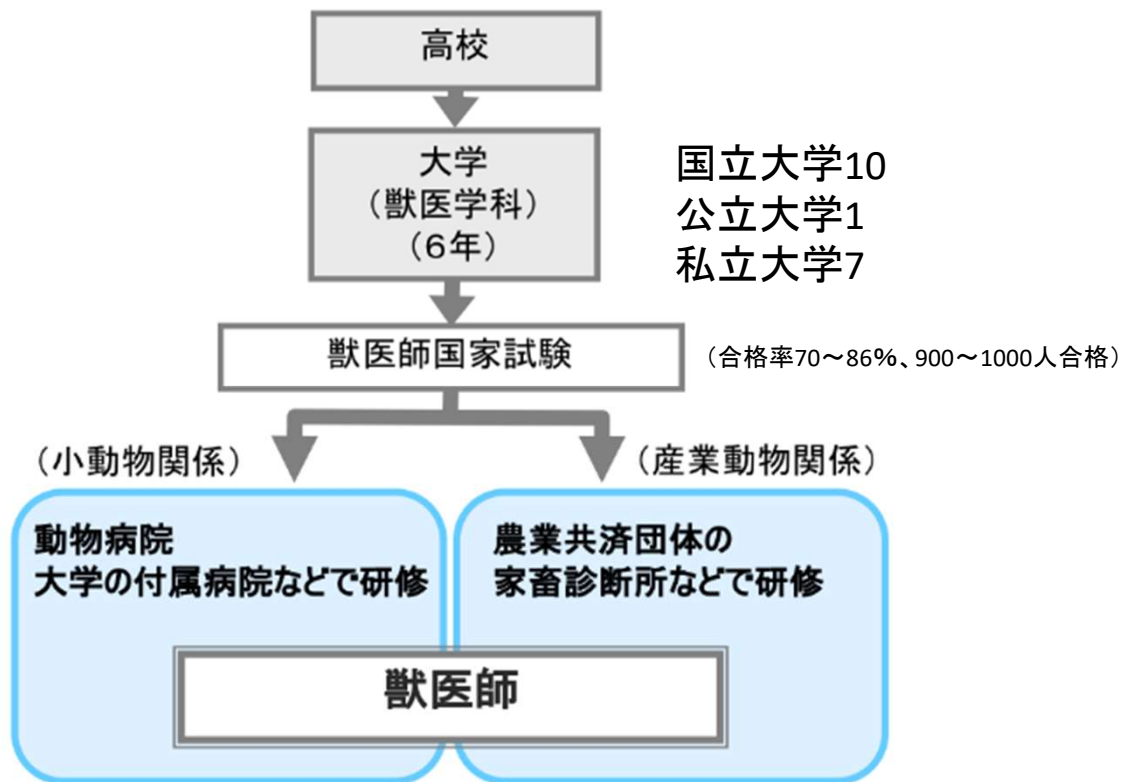 高校
大学
（獣医学科）
（6年）
国立大学10
公立大学1
私立大学7
獣医師国家試験
（合格率70～86%、900～1000人合格）
（小動物関係）
（産業動物関係）
動物病院
大学の付属病院などで研修
農業共済団体の
家畜診断所などで研修
獣医師